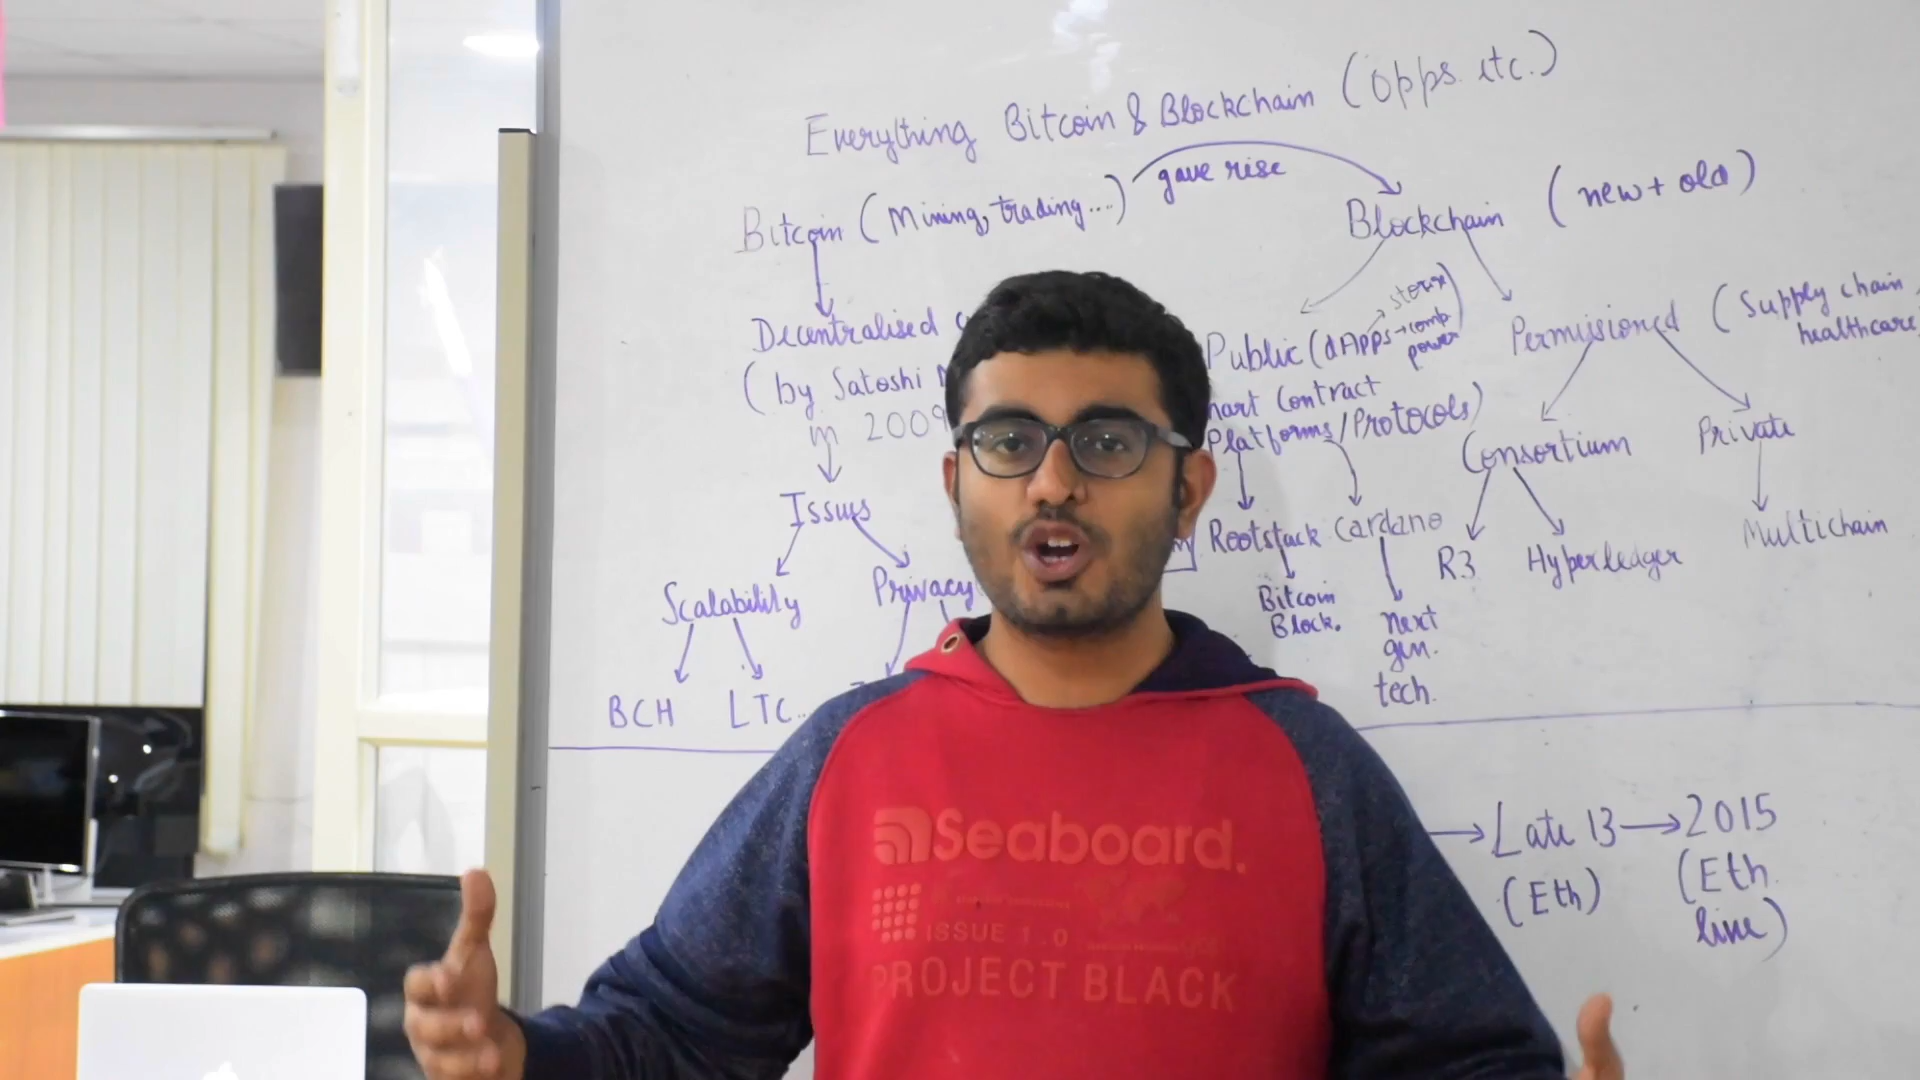 Everything Bitcoin & Blockchain (Opps. etc.)
gave rise
Bitcoin (Mining, trading....)
Blockchain (new + old)
Decentralised
(by Satoshi
in 2009
Issues
Scalability
Privacy
BCH
LTC..
Public (dApps → storx)
→ comp. power
Contract
Platforms/Protocols)
Rootstack
Cardano
Bitcoin
Block.
next
gen.
tech.
Permissioned (Supply chain,
healthcare
Consortium
Private
R3
Hyperledger
Multichain
→ Late 13 → 2015
(Eth)
(Eth
live)
Seaboard.
ISSUE 1.0
PROJECT BLACK